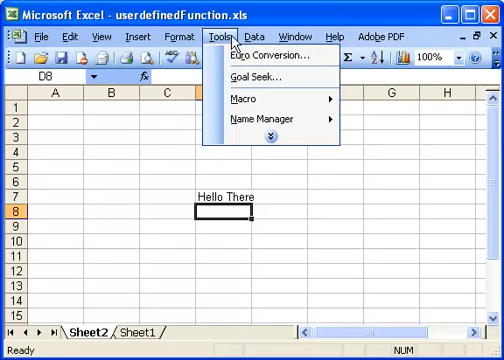 Microsoft Excel - userdefinedFunction.xls
File Edit View Insert Format Tools Data Window Help Adobe PDF
Euro Conversion...
Goal Seek...
Macro
Name Manager
Σ 100%
D8 fx
A B C G H
1
2
3
4
5
6
7 Hello There
8
9
10
11
12
13
14
15
Sheet2 Sheet1
Ready NUM